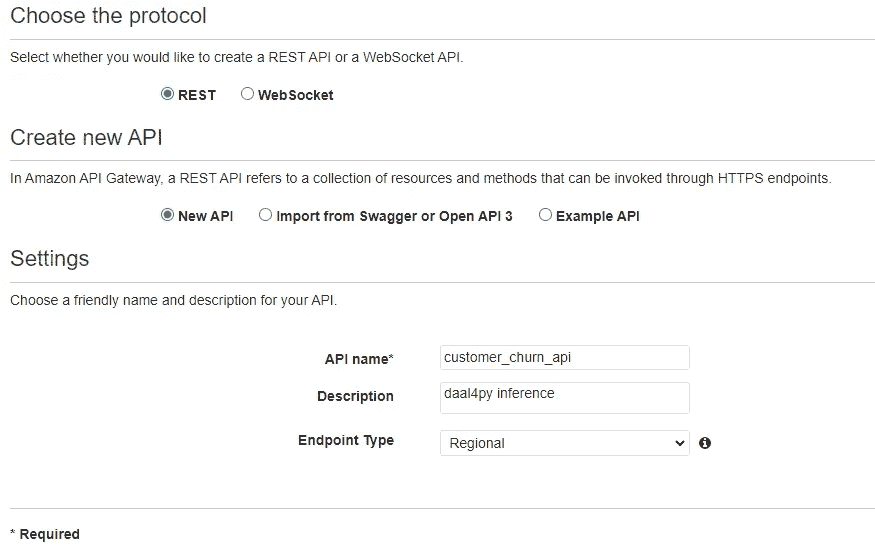 Choose the protocol
Select whether you would like to create a REST API or a WebSocket API.
REST WebSocket
Create new API
In Amazon API Gateway, a REST API refers to a collection of resources and methods that can be invoked through HTTPS endpoints.
New API Import from Swagger or Open API 3 Example API
Settings
Choose a friendly name and description for your API.
API name* customer_churn_api
Description daal4py inference
Endpoint Type Regional
* Required